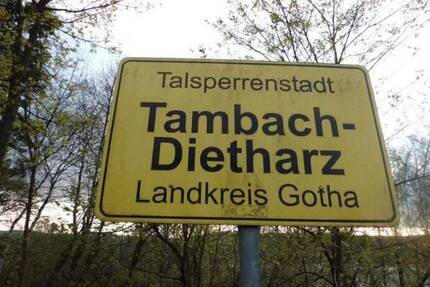 Talsperrenstadt
Tambach-
Dietharz
Landkreis Gotha